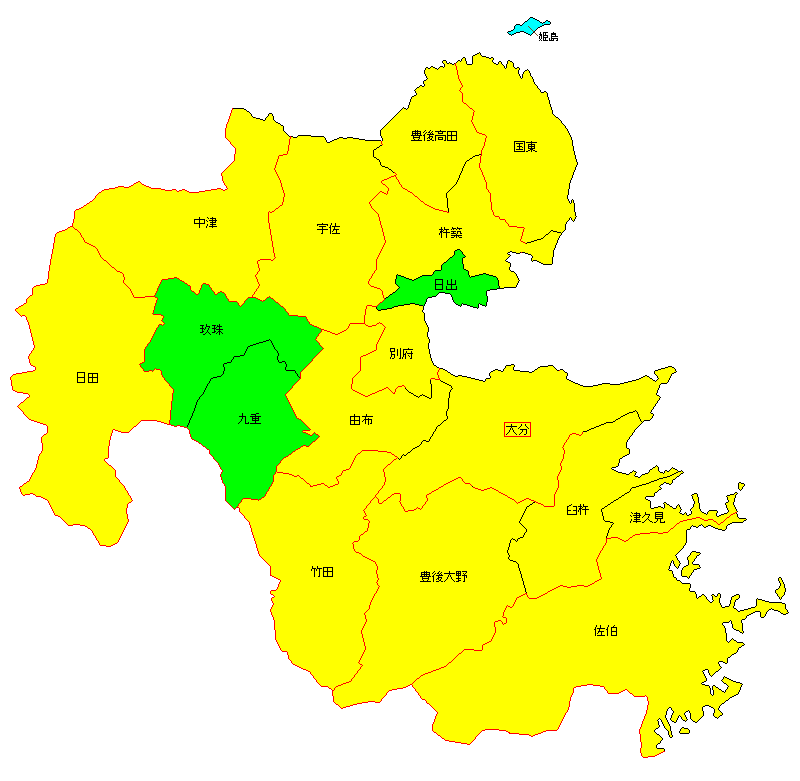 姫島
豊後高田
国東
中津
宇佐
杵築
日出
玖珠
別府
日田
九重
由布
大分
臼杵
津久見
竹田
豊後大野
佐伯